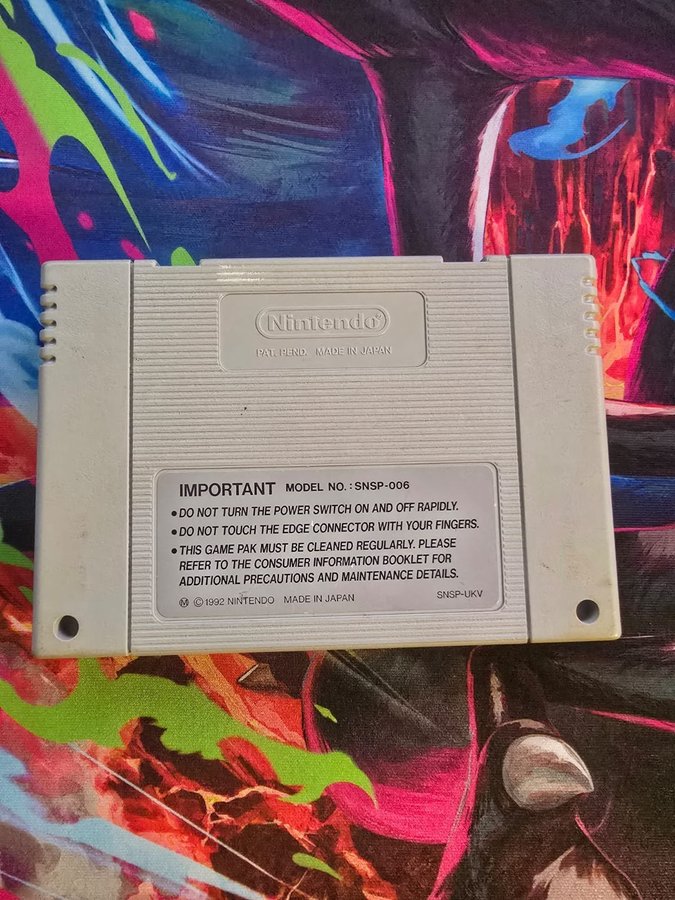 Nintendo®
PAT. PEND. MADE IN JAPAN
IMPORTANT MODEL NO. : SNSP-006
• DO NOT TURN THE POWER SWITCH ON AND OFF RAPIDLY.
• DO NOT TOUCH THE EDGE CONNECTOR WITH YOUR FINGERS.
• THIS GAME PAK MUST BE CLEANED REGULARLY. PLEASE
REFER TO THE CONSUMER INFORMATION BOOKLET FOR
ADDITIONAL PRECAUTIONS AND MAINTENANCE DETAILS.
Ⓜ ©1992 NINTENDO MADE IN JAPAN SNSP-UKV